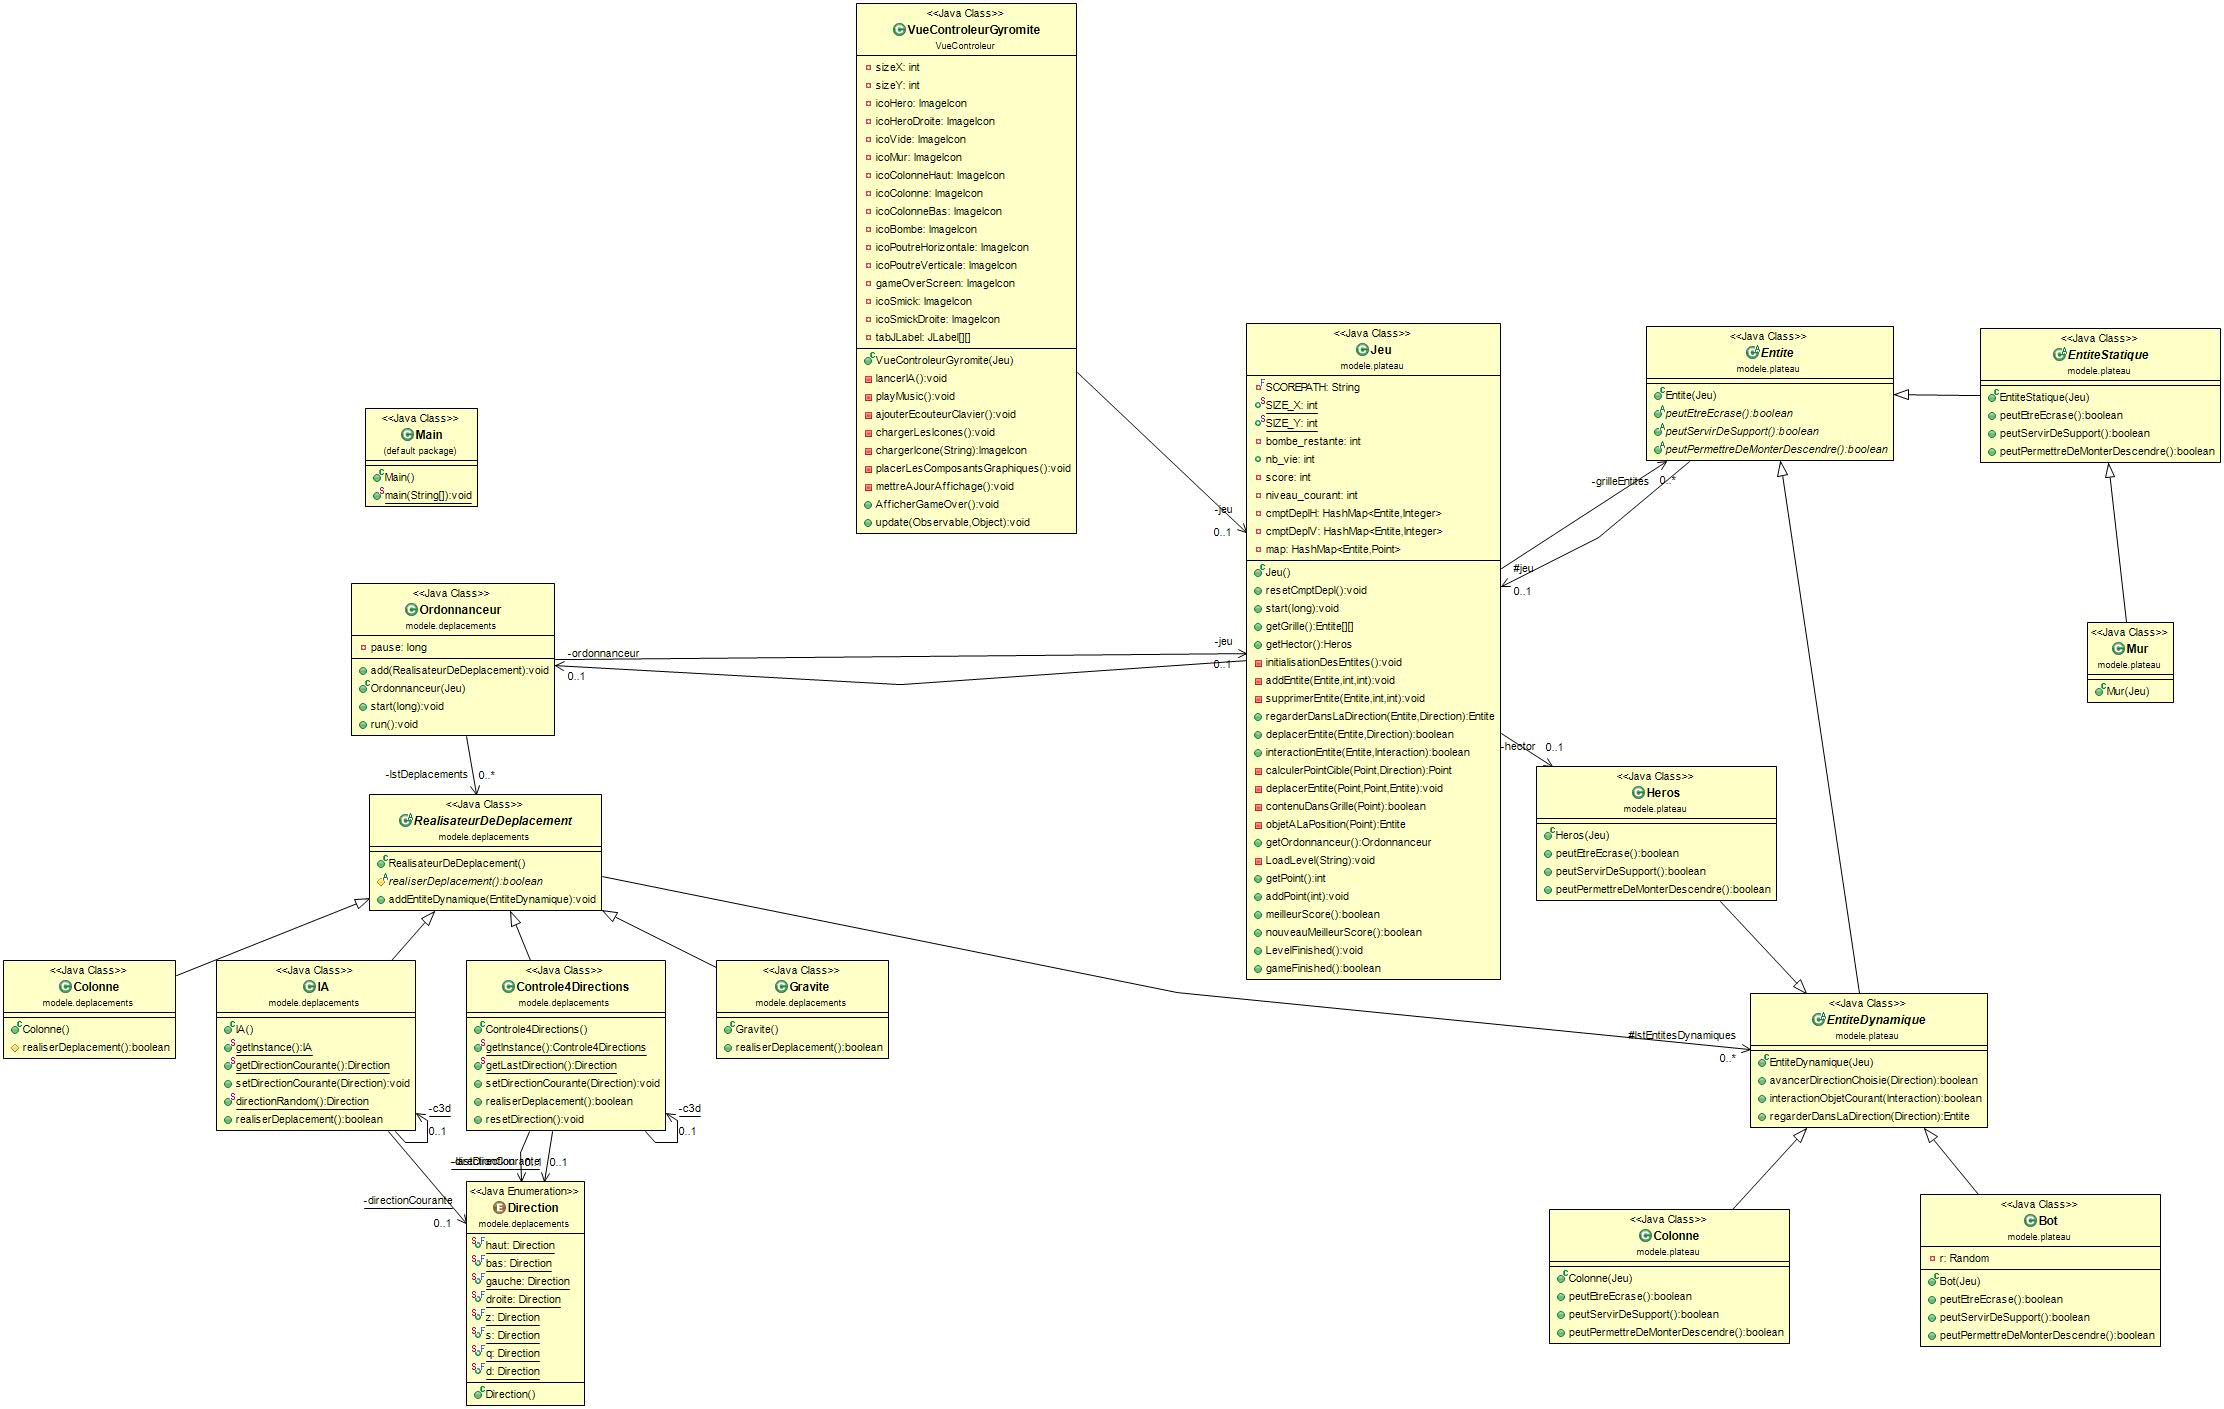 <<Java Class>>
VueControleurGyromite
VueControleur
sizeX: int
sizeY: int
icoHero: ImageIcon
icoHeroDroite: ImageIcon
icoVide: ImageIcon
icoMur: ImageIcon
icoColonneHaut: ImageIcon
icoColonne: ImageIcon
icoColonneBas: ImageIcon
icoBombe: ImageIcon
icoPoutreHorizontale: ImageIcon
icoPoutreVerticale: ImageIcon
gameOverScreen: ImageIcon
icoSmick: ImageIcon
icoSmickDroite: ImageIcon
tabJLabel: JLabel[][]
VueControleurGyromite(Jeu)
lancerIA():void
playMusic():void
ajouterEcouteurClavier():void
chargerLesIcones():void
chargerIcone(String):ImageIcon
placerLesComposantsGraphiques():void
mettreAJourAffichage():void
AfficherGameOver():void
update(Observable,Object):void
-jeu
0..1
<<Java Class>>
Jeu
modele.plateau
SCOREPATH: String
SIZE_X: int
SIZE_Y: int
bombe_restante: int
nb_vie: int
score: int
niveau_courant: int
cmptDeplH: HashMap<Entite,Integer>
cmptDeplV: HashMap<Entite,Integer>
map: HashMap<Entite,Point>
Jeu()
resetCmptDepl():void
start(long):void
getGrille():Entite[][]
getHector():Heros
initialisationDesEntites():void
addEntite(Entite,int,int):void
supprimerEntite(Entite,int,int):void
regarderDansLaDirection(Entite,Direction):Entite
deplacerEntite(Entite,Direction):boolean
interactionEntite(Entite,Interaction):boolean
calculerPointCible(Point,Direction):Point
deplacerEntite(Point,Point,Entite):void
contenuDansGrille(Point):boolean
objetALaPosition(Point):Entite
getOrdonnanceur():Ordonnanceur
LoadLevel(String):void
getPoint():int
addPoint(int):void
meilleurScore():boolean
nouveauMeilleurScore():boolean
LevelFinished():void
gameFinished():boolean
<<Java Class>>
Entite
modele.plateau
Entite(Jeu)
peutEtreEcrase():boolean
peutServirDeSupport():boolean
peutPermettreDeMonterDescendre():boolean
<<Java Class>>
EntiteStatique
modele.plateau
EntiteStatique(Jeu)
peutEtreEcrase():boolean
peutServirDeSupport():boolean
peutPermettreDeMonterDescendre():boolean
-grilleEntites
0..*
#jeu
0..1
<<Java Class>>
Main
(default package)
Main()
main(String[]):void
<<Java Class>>
Ordonnanceur
modele.deplacements
pause: long
add(RealisateurDeDeplacement):void
Ordonnanceur(Jeu)
start(long):void
run():void
-ordonnanceur
0..1
-jeu
0..1
<<Java Class>>
Mur
modele.plateau
Mur(Jeu)
-hector
0..1
<<Java Class>>
Heros
modele.plateau
Heros(Jeu)
peutEtreEcrase():boolean
peutServirDeSupport():boolean
peutPermettreDeMonterDescendre():boolean
-lstDeplacements
0..*
<<Java Class>>
RealisateurDeDeplacement
modele.deplacements
RealisateurDeDeplacement()
realiserDeplacement():boolean
addEntiteDynamique(EntiteDynamique):void
<<Java Class>>
Colonne
modele.deplacements
Colonne()
realiserDeplacement():boolean
<<Java Class>>
IA
modele.deplacements
IA()
getInstance():IA
getDirectionCourante():Direction
setDirectionCourante(Direction):void
directionRandom():Direction
realiserDeplacement():boolean
-c3d
0..1
<<Java Class>>
Controle4Directions
modele.deplacements
Controle4Directions()
getInstance():Controle4Directions
getLastDirection():Direction
setDirectionCourante(Direction):void
realiserDeplacement():boolean
resetDirection():void
-c3d
0..1
<<Java Class>>
Gravite
modele.deplacements
Gravite()
realiserDeplacement():boolean
#lstEntitesDynamiques
0..*
<<Java Class>>
EntiteDynamique
modele.plateau
EntiteDynamique(Jeu)
avancerDirectionChoisie(Direction):boolean
interactionObjetCourant(Interaction):boolean
regarderDansLaDirection(Direction):Entite
0..1
0..1
-directionCourante
0..1
<<Java Enumeration>>
Direction
modele.deplacements
haut: Direction
bas: Direction
gauche: Direction
droite: Direction
z: Direction
s: Direction
q: Direction
d: Direction
Direction()
<<Java Class>>
Colonne
modele.plateau
Colonne(Jeu)
peutEtreEcrase():boolean
peutServirDeSupport():boolean
peutPermettreDeMonterDescendre():boolean
<<Java Class>>
Bot
modele.plateau
r: Random
Bot(Jeu)
peutEtreEcrase():boolean
peutServirDeSupport():boolean
peutPermettreDeMonterDescendre():boolean